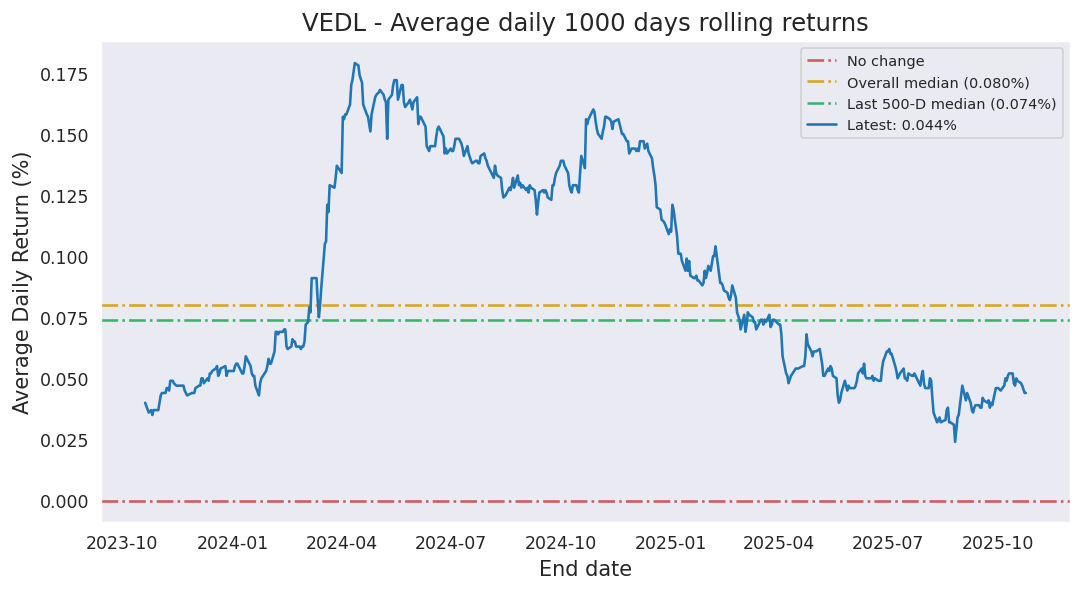 VEDL - Average daily 1000 days rolling returns
No change
Overall median (0.080%)
Last 500-D median (0.074%)
Latest: 0.044%
Average Daily Return (%)
0.175
0.150
0.125
0.100
0.075
0.050
0.025
0.000
2023-10 2024-01 2024-04 2024-07 2024-10 2025-01 2025-04 2025-07 2025-10
End date